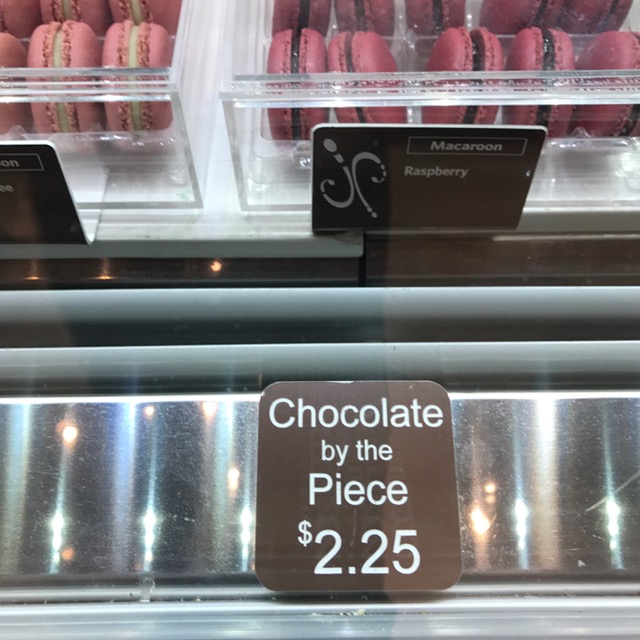 Macaroon
Raspberry
Chocolate
by the
Piece
$2.25